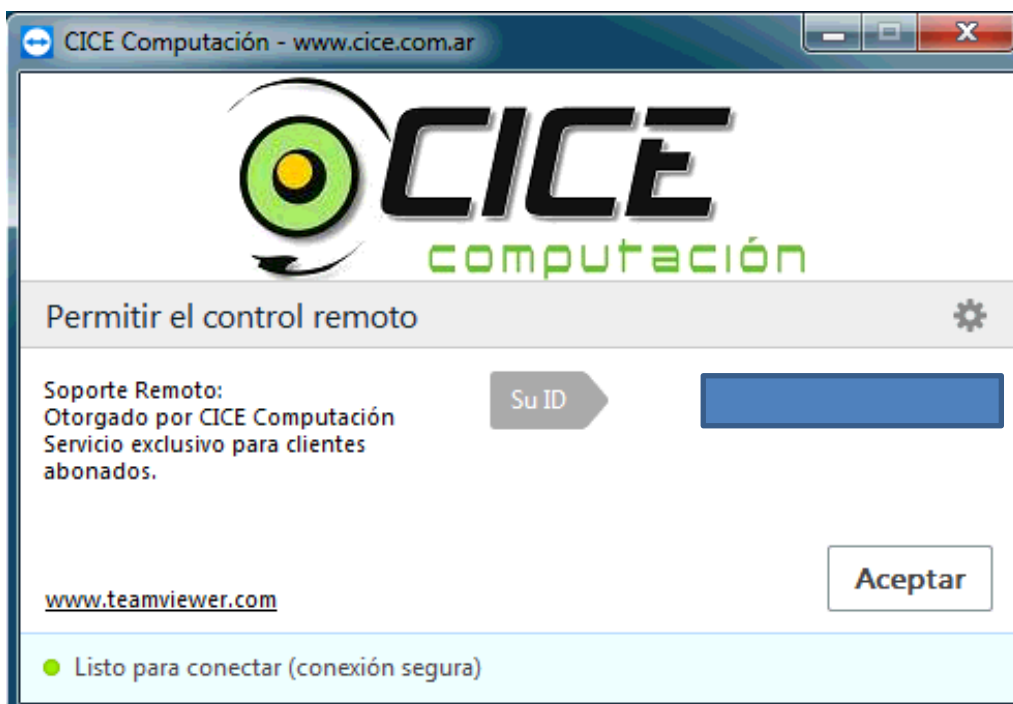 CICE Computación - www.cice.com.ar
CICE
computación
Permitir el control remoto
Soporte Remoto:
Otorgado por CICE Computación
Servicio exclusivo para clientes
abonados.
Su ID
www.teamviewer.com
Aceptar
Listo para conectar (conexión segura)